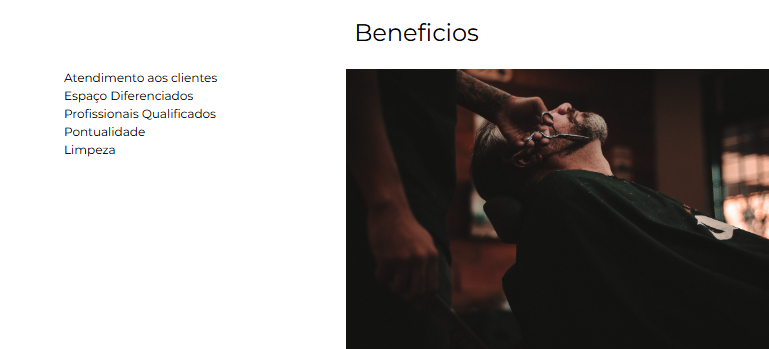 Beneficios
Atendimento aos clientes
Espaço Diferenciados
Profissionais Qualificados
Pontualidade
Limpeza